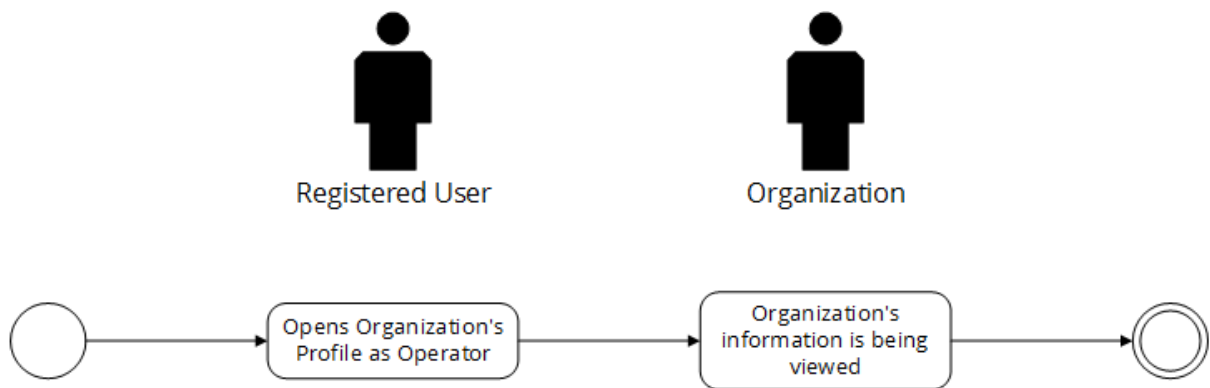 Registered User
Organization
Opens Organization's
Profile as Operator
Organization's
information is being
viewed